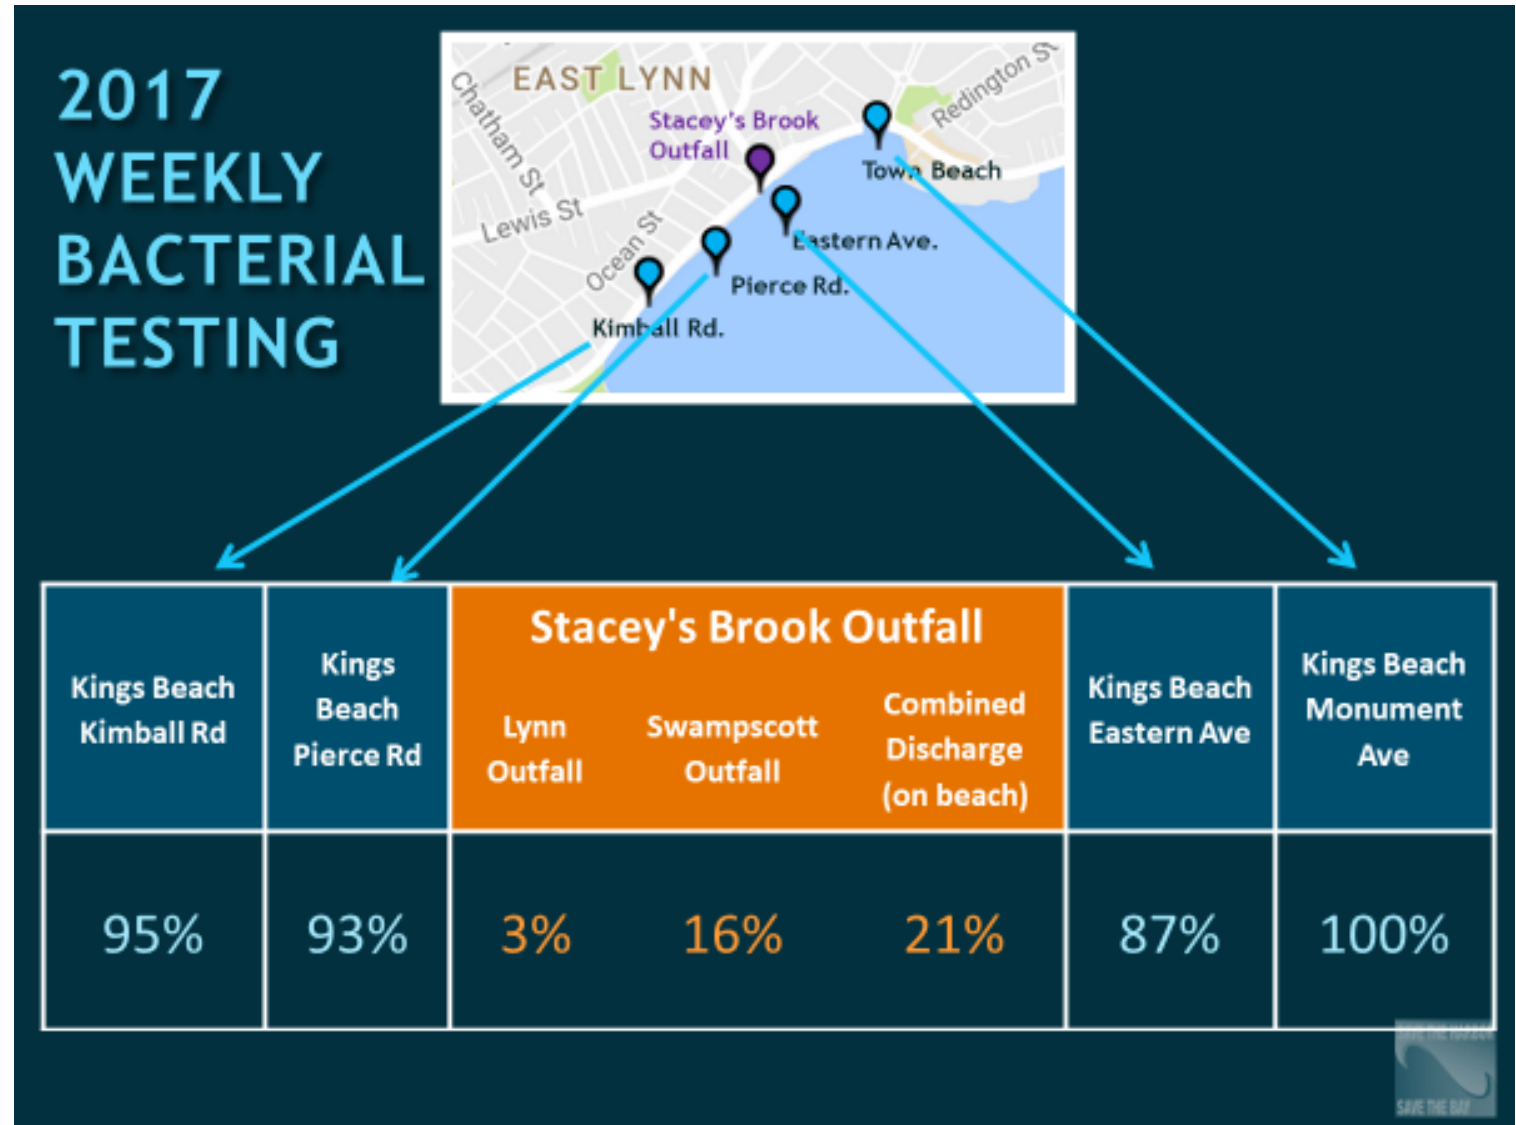 2017
WEEKLY
BACTERIAL
TESTING
EAST LYNN
Chatham St
Redington St
Stacey's Brook
Outfall
Town Beach
Lewis St
Ocean St
Eastern Ave.
Pierce Rd.
Kimball Rd.
Kings Beach
Kimball Rd
Kings
Beach
Pierce Rd
Stacey's Brook Outfall
Lynn
Outfall
Swampscott
Outfall
Combined
Discharge
(on beach)
Kings Beach
Eastern Ave
Kings Beach
Monument
Ave
95%
93%
3%
16%
21%
87%
100%
SAVE THE HARBOR
SAVE THE BAY